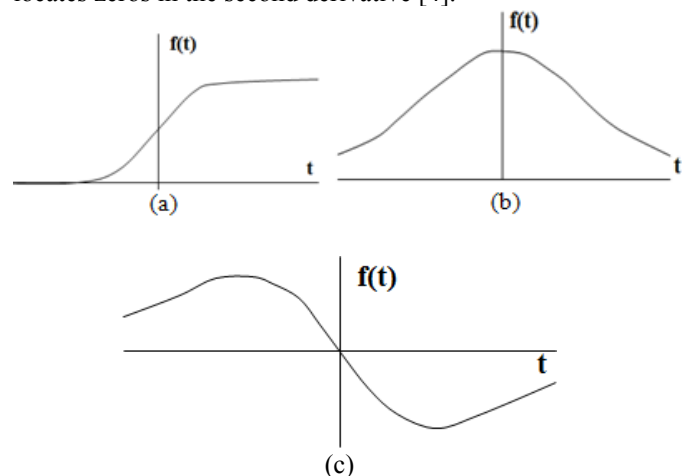 locates zeros in the second derivative [4].
f(t)
t
(a)
f(t)
t
(b)
f(t)
t
(c)